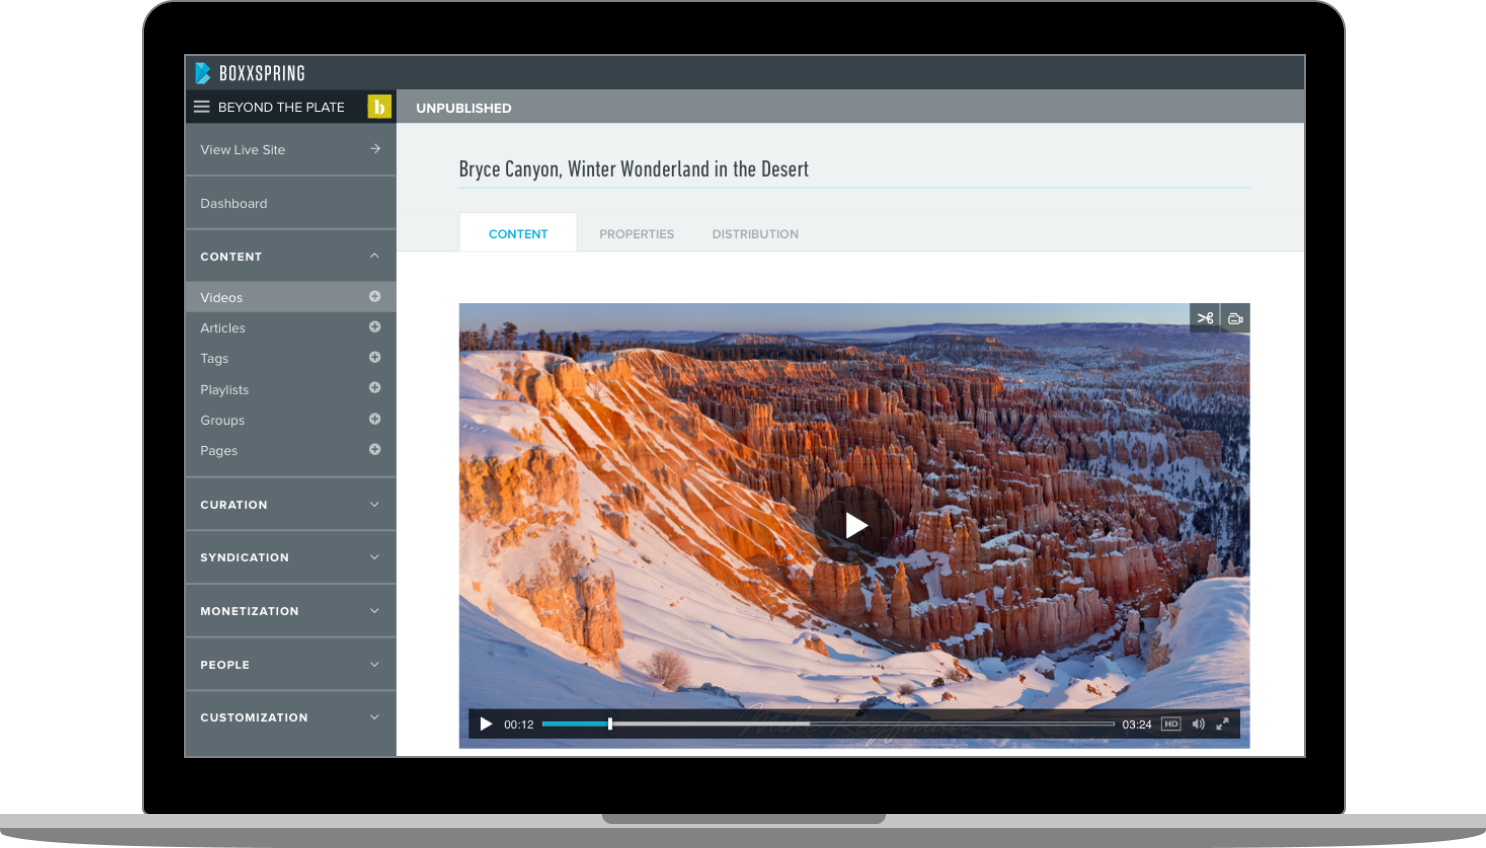 BOXXSPRING
BEYOND THE PLATE
b
UNPUBLISHED
View Live Site
Dashboard
CONTENT
Videos
Articles
Tags
Playlists
Groups
Pages
CURATION
SYNDICATION
MONETIZATION
PEOPLE
CUSTOMIZATION
Bryce Canyon, Winter Wonderland in the Desert
CONTENT PROPERTIES DISTRIBUTION
00:12 03:24 HD